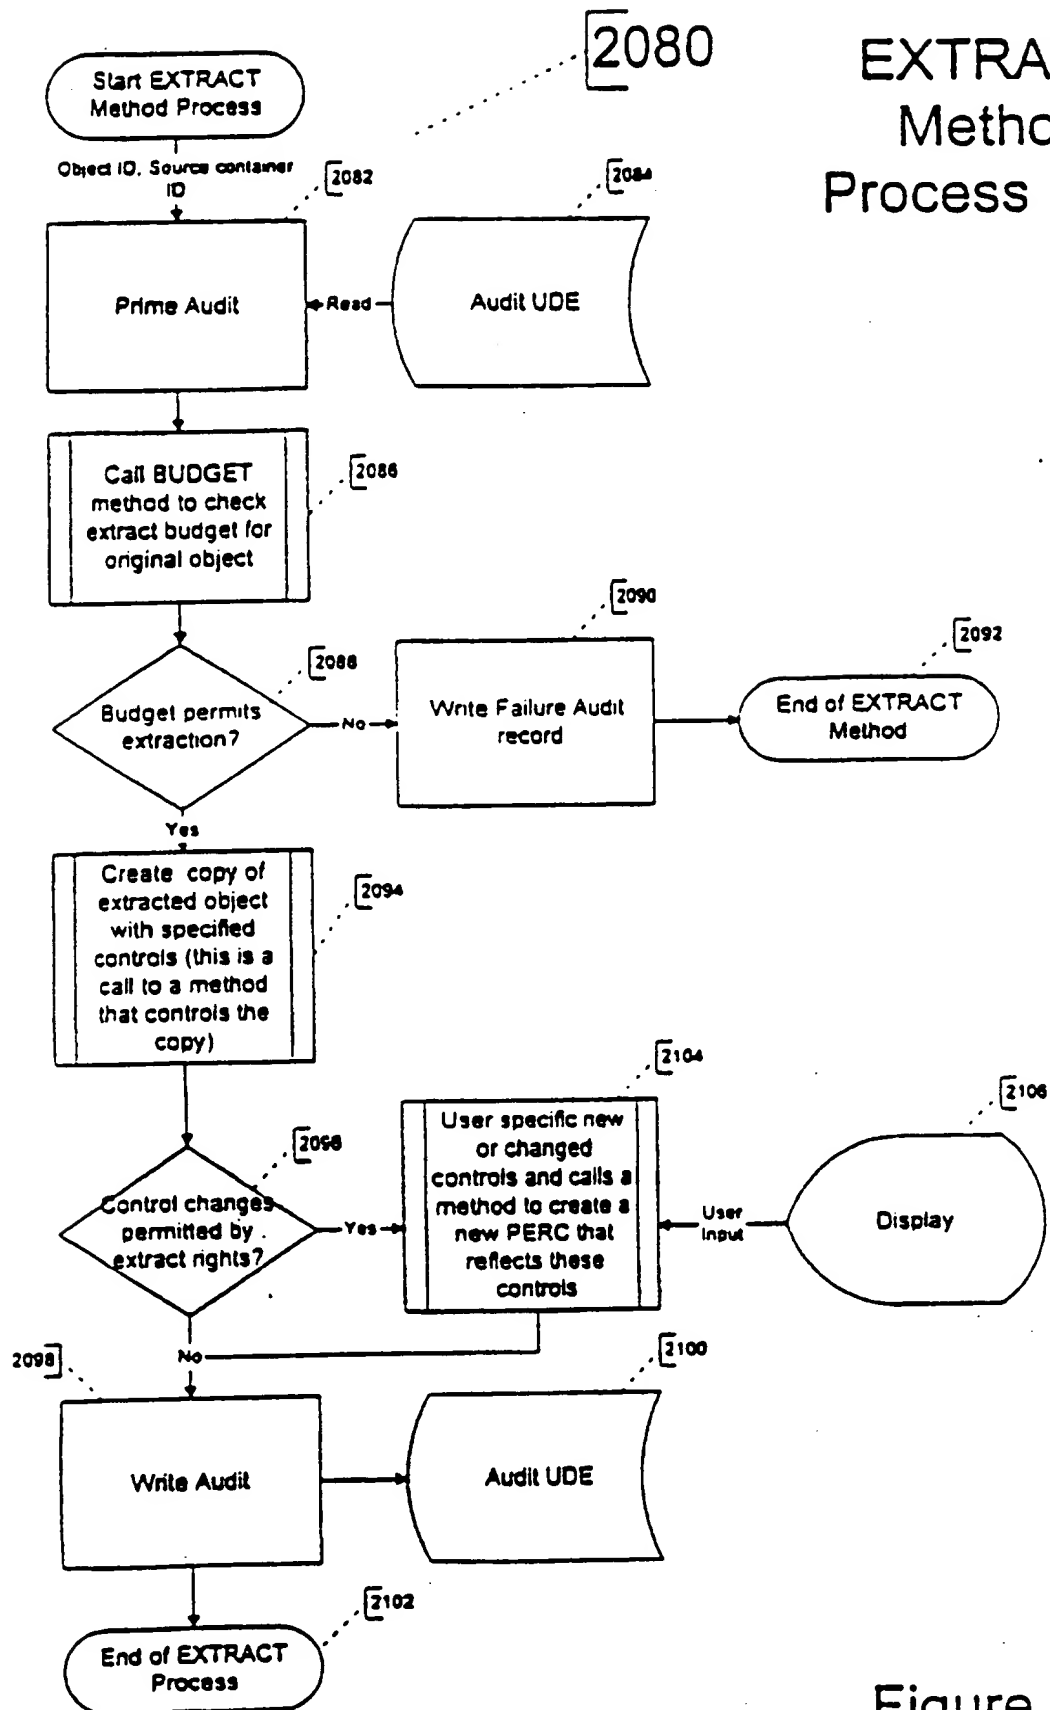 2080
EXTRA
Metho
Process
Start EXTRACT
Method Process
Object ID, Source container
ID
2082
2084
Prime Audit
Read
Audit UDE
Call BUDGET
method to check
extract budget for
original object
2086
2088
Budget permits
extraction?
No
2090
Write Failure Audit
record
2092
End of EXTRACT
Method
Yes
Create copy of
extracted object
with specified
controls (this is a
call to a method
that controls the
copy)
2094
2096
Control changes
permitted by
extract rights?
Yes
2104
User specific new
or changed
controls and calls a
method to create a
new PERC that
reflects these
controls
User
Input
2106
Display
No
2098
Write Audit
2100
Audit UDE
2102
End of EXTRACT
Process
Figure